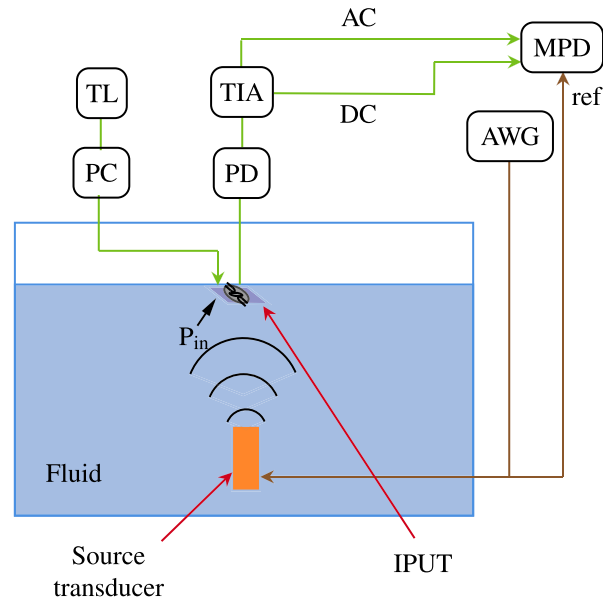 AC
MPD
TL
TIA
ref
DC
AWG
PC
PD
Pin
Fluid
Source
transducer
IPUT